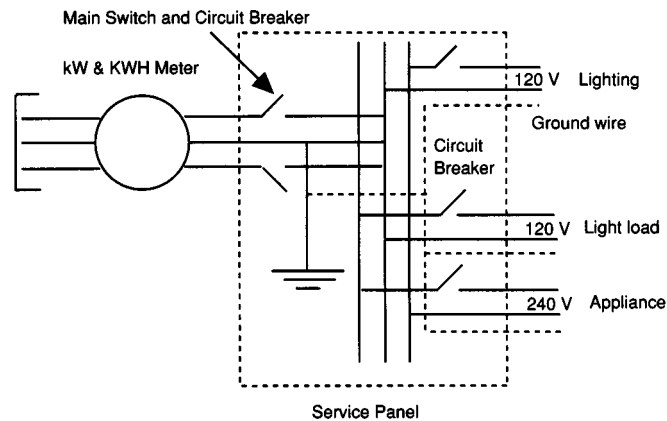 Main Switch and Circuit Breaker
kW & KWH Meter
120 V Lighting
Ground wire
Circuit
Breaker
120 V Light load
240 V Appliance
Service Panel